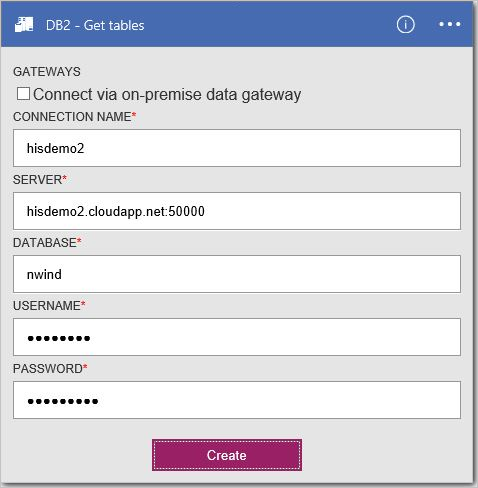 DB2 - Get tables
GATEWAYS
Connect via on-premise data gateway
CONNECTION NAME*
hisdemo2
SERVER*
hisdemo2.cloudapp.net:50000
DATABASE*
nwind
USERNAME*
●●●●●●●●
PASSWORD*
●●●●●●●●●
Create